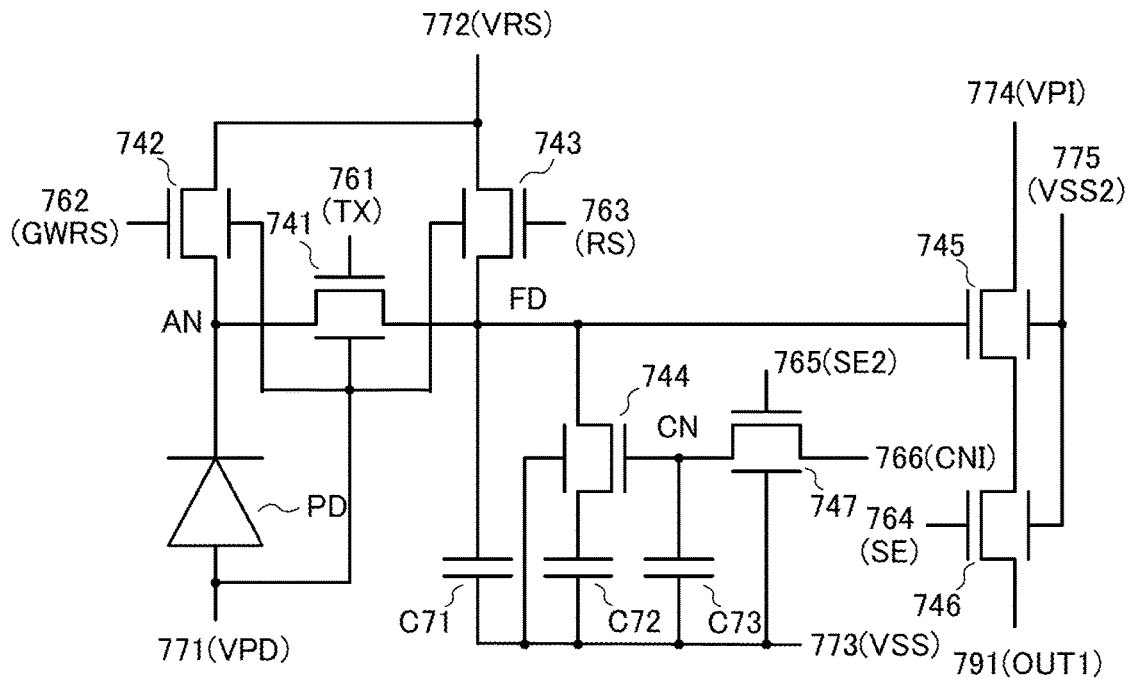 772(VRS)
774(VPI)
742
743
775
(VSS2)
762
(GWRS)
761
(TX)
741
763
(RS)
745
AN
FD
765(SE2)
744
CN
766(CNI)
PD
747
764
(SE)
C71
C72
C73
746
771(VPD)
773(VSS)
791(OUT1)